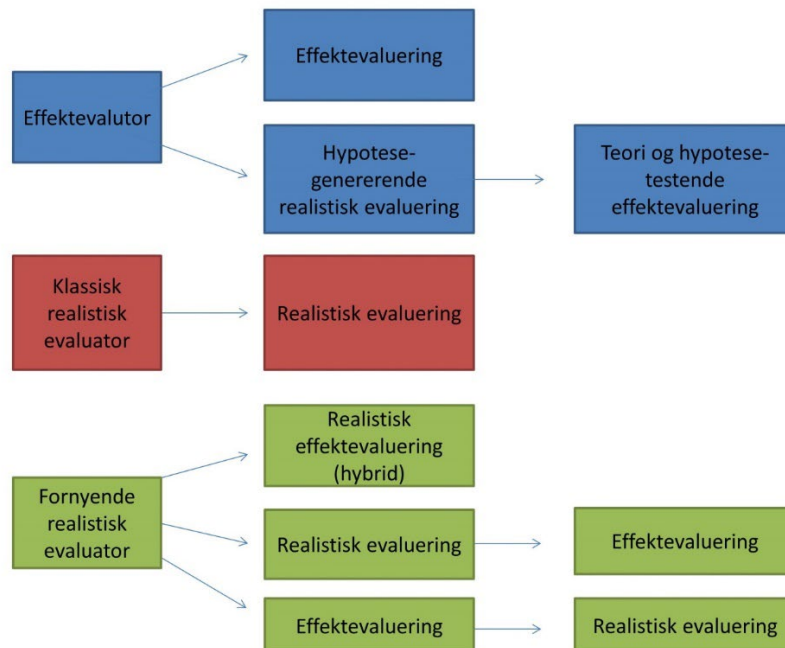 Effektevalutor
Effektevaluering
Hypotese-
genererende
realistisk evaluering
Teori og hypotese-
testende
effektevaluering
Klassisk
realistisk
evaluator
Realistisk evaluering
Fornyende
realistisk
evaluator
Realistisk
effektevaluering
(hybrid)
Realistisk evaluering
Effektevaluering
Effektevaluering
Realistisk evaluering